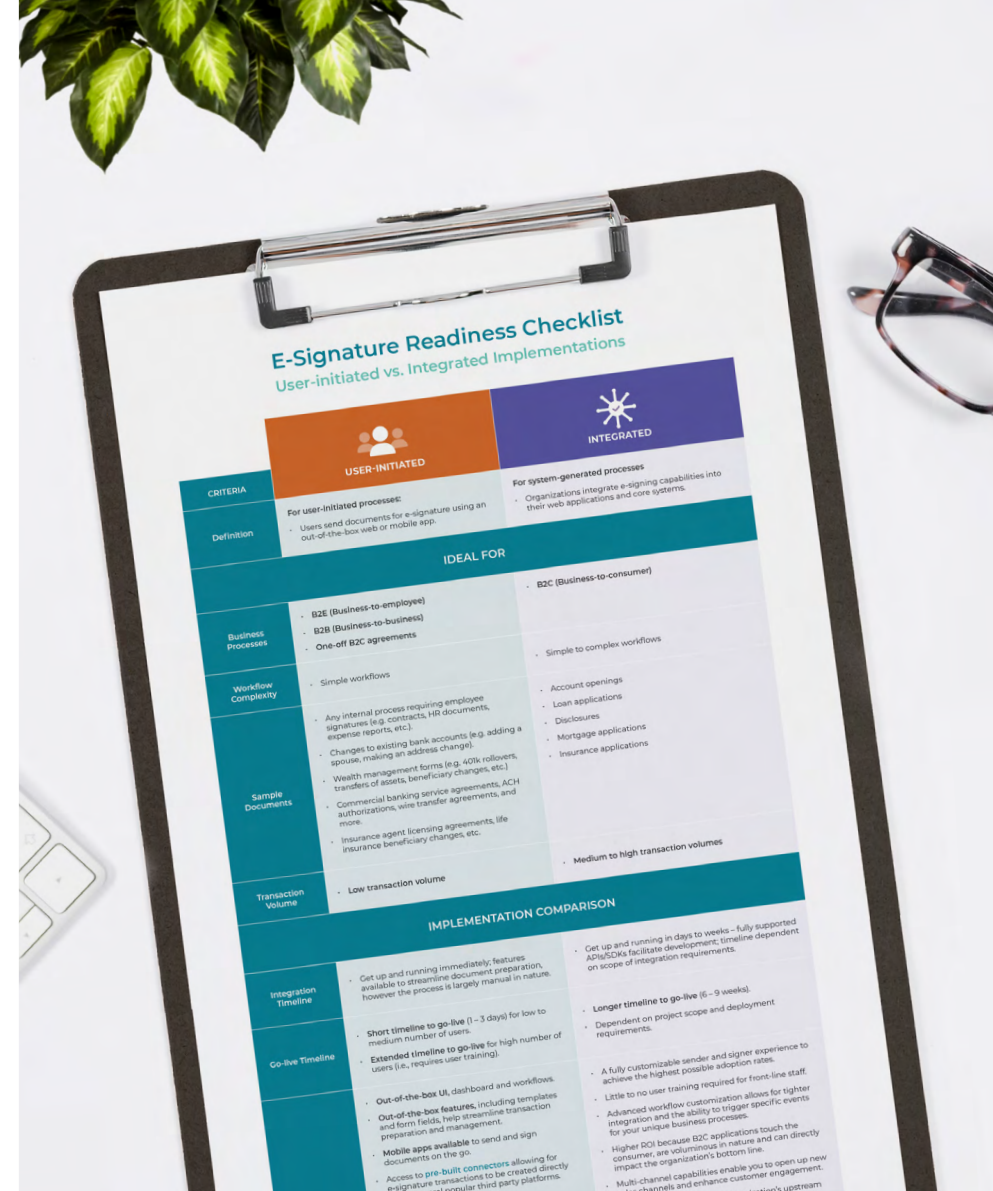 E-Signature Readiness Checklist
User-initiated vs. Integrated Implementations
USER-INITIATED
INTEGRATED
CRITERIA
Definition
For user-initiated processes:
· Users send documents for e-signature using an
out-of-the-box web or mobile app.
For system-generated processes
· Organizations integrate e-signing capabilities into
their web applications and core systems.
IDEAL FOR
Business
Processes
· B2E (Business-to-employee)
· B2B (Business-to-business)
· One-off B2C agreements
· B2C (Business-to-consumer)
Workflow
Complexity
· Simple workflows
· Simple to complex workflows
Sample
Documents
· Any internal process requiring employee
signatures (e.g. contracts, HR documents,
expense reports, etc.).
· Changes to existing bank accounts (e.g. adding a
spouse, making an address change).
· Wealth management forms (e.g. 401k rollovers,
transfers of assets, beneficiary changes, etc.)
· Commercial banking service agreements, ACH
authorizations, wire transfer agreements, and
more.
· Insurance agent licensing agreements, life
insurance beneficiary changes, etc.
· Account openings
· Loan applications
· Disclosures
· Mortgage applications
· Insurance applications
Transaction
Volume
· Low transaction volume
· Medium to high transaction volumes
IMPLEMENTATION COMPARISON
Integration
Timeline
· Get up and running immediately; features
available to streamline document preparation,
however the process is largely manual in nature.
· Get up and running in days to weeks – fully supported
APIs/SDKs facilitate development; timeline dependent
on scope of integration requirements.
Go-live Timeline
· Short timeline to go-live (1 – 3 days) for low to
medium number of users.
· Extended timeline to go-live for high number of
users (i.e., requires user training).
· Longer timeline to go-live (6 – 9 weeks).
· Dependent on project scope and deployment
requirements.
· Out-of-the-box UI, dashboard and workflows.
· Out-of-the-box features, including templates
and form fields, help streamline transaction
preparation and management.
· Mobile apps available to send and sign
documents on the go.
· Access to pre-built connectors allowing for
e-signature transactions to be created directly
popular third party platforms.
· A fully customizable sender and signer experience to
achieve the highest possible adoption rates.
· Little to no user training required for front-line staff.
· Advanced workflow customization allows for tighter
integration and the ability to trigger specific events
for your unique business processes.
· Higher ROI because B2C applications touch the
consumer, are voluminous in nature and can directly
impact the organization's bottom line.
· Multi-channel capabilities enable you to open up new
channels and enhance customer engagement.
upstream